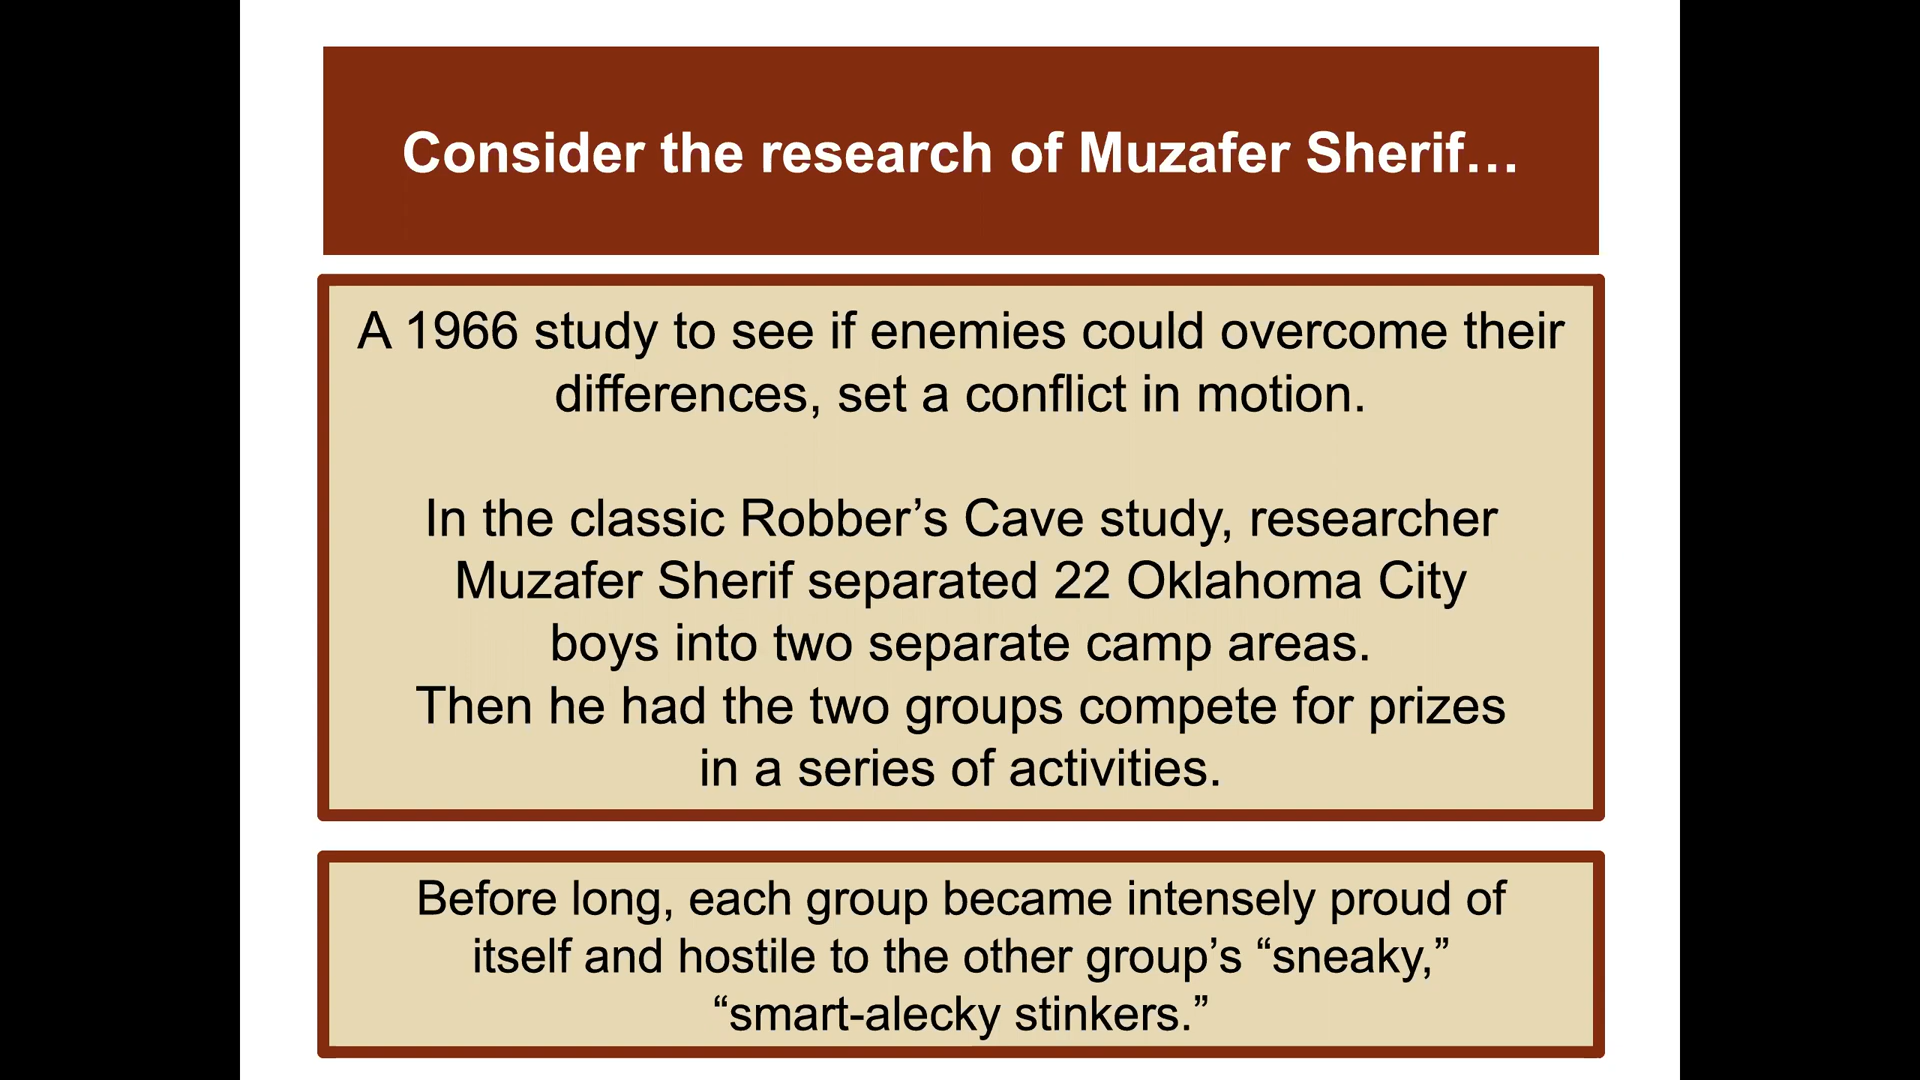 Consider the research of Muzafer Sherif…
A 1966 study to see if enemies could overcome their
differences, set a conflict in motion.
In the classic Robber’s Cave study, researcher
Muzafer Sherif separated 22 Oklahoma City
boys into two separate camp areas.
Then he had the two groups compete for prizes
in a series of activities.
Before long, each group became intensely proud of
itself and hostile to the other group’s “sneaky,”
“smart-alecky stinkers.”